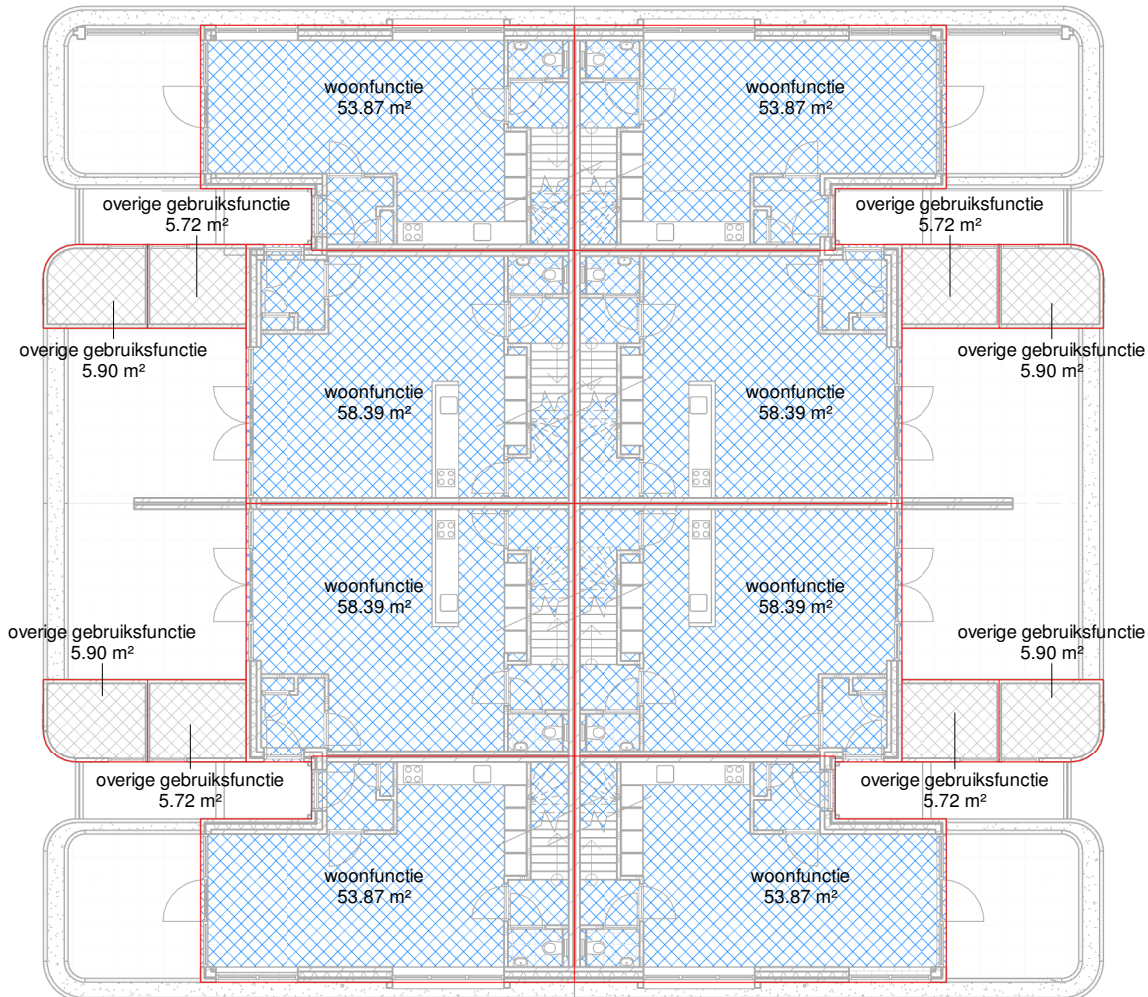 woonfunctie
53.87 m²
woonfunctie
53.87 m²
overige gebruiksfunctie
5.72 m²
overige gebruiksfunctie
5.72 m²
overige gebruiksfunctie
5.90 m²
overige gebruiksfunctie
5.90 m²
woonfunctie
58.39 m²
woonfunctie
58.39 m²
woonfunctie
58.39 m²
woonfunctie
58.39 m²
overige gebruiksfunctie
5.90 m²
overige gebruiksfunctie
5.90 m²
overige gebruiksfunctie
5.72 m²
overige gebruiksfunctie
5.72 m²
woonfunctie
53.87 m²
woonfunctie
53.87 m²